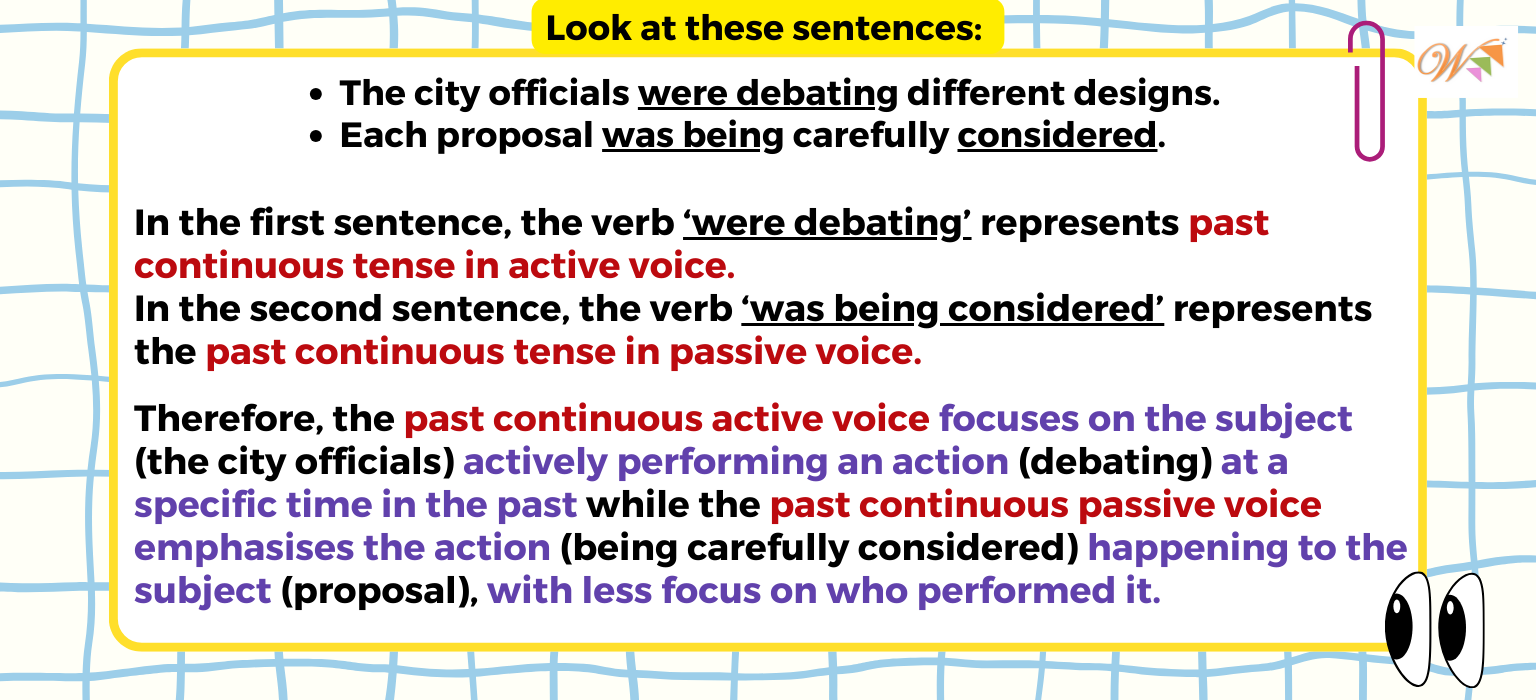 Look at these sentences:
• The city officials were debating different designs.
• Each proposal was being carefully considered.
In the first sentence, the verb ‘were debating’ represents past
continuous tense in active voice.
In the second sentence, the verb ‘was being considered’ represents
the past continuous tense in passive voice.
Therefore, the past continuous active voice focuses on the subject
(the city officials) actively performing an action (debating) at a
specific time in the past while the past continuous passive voice
emphasises the action (being carefully considered) happening to the
subject (proposal), with less focus on who performed it.
W